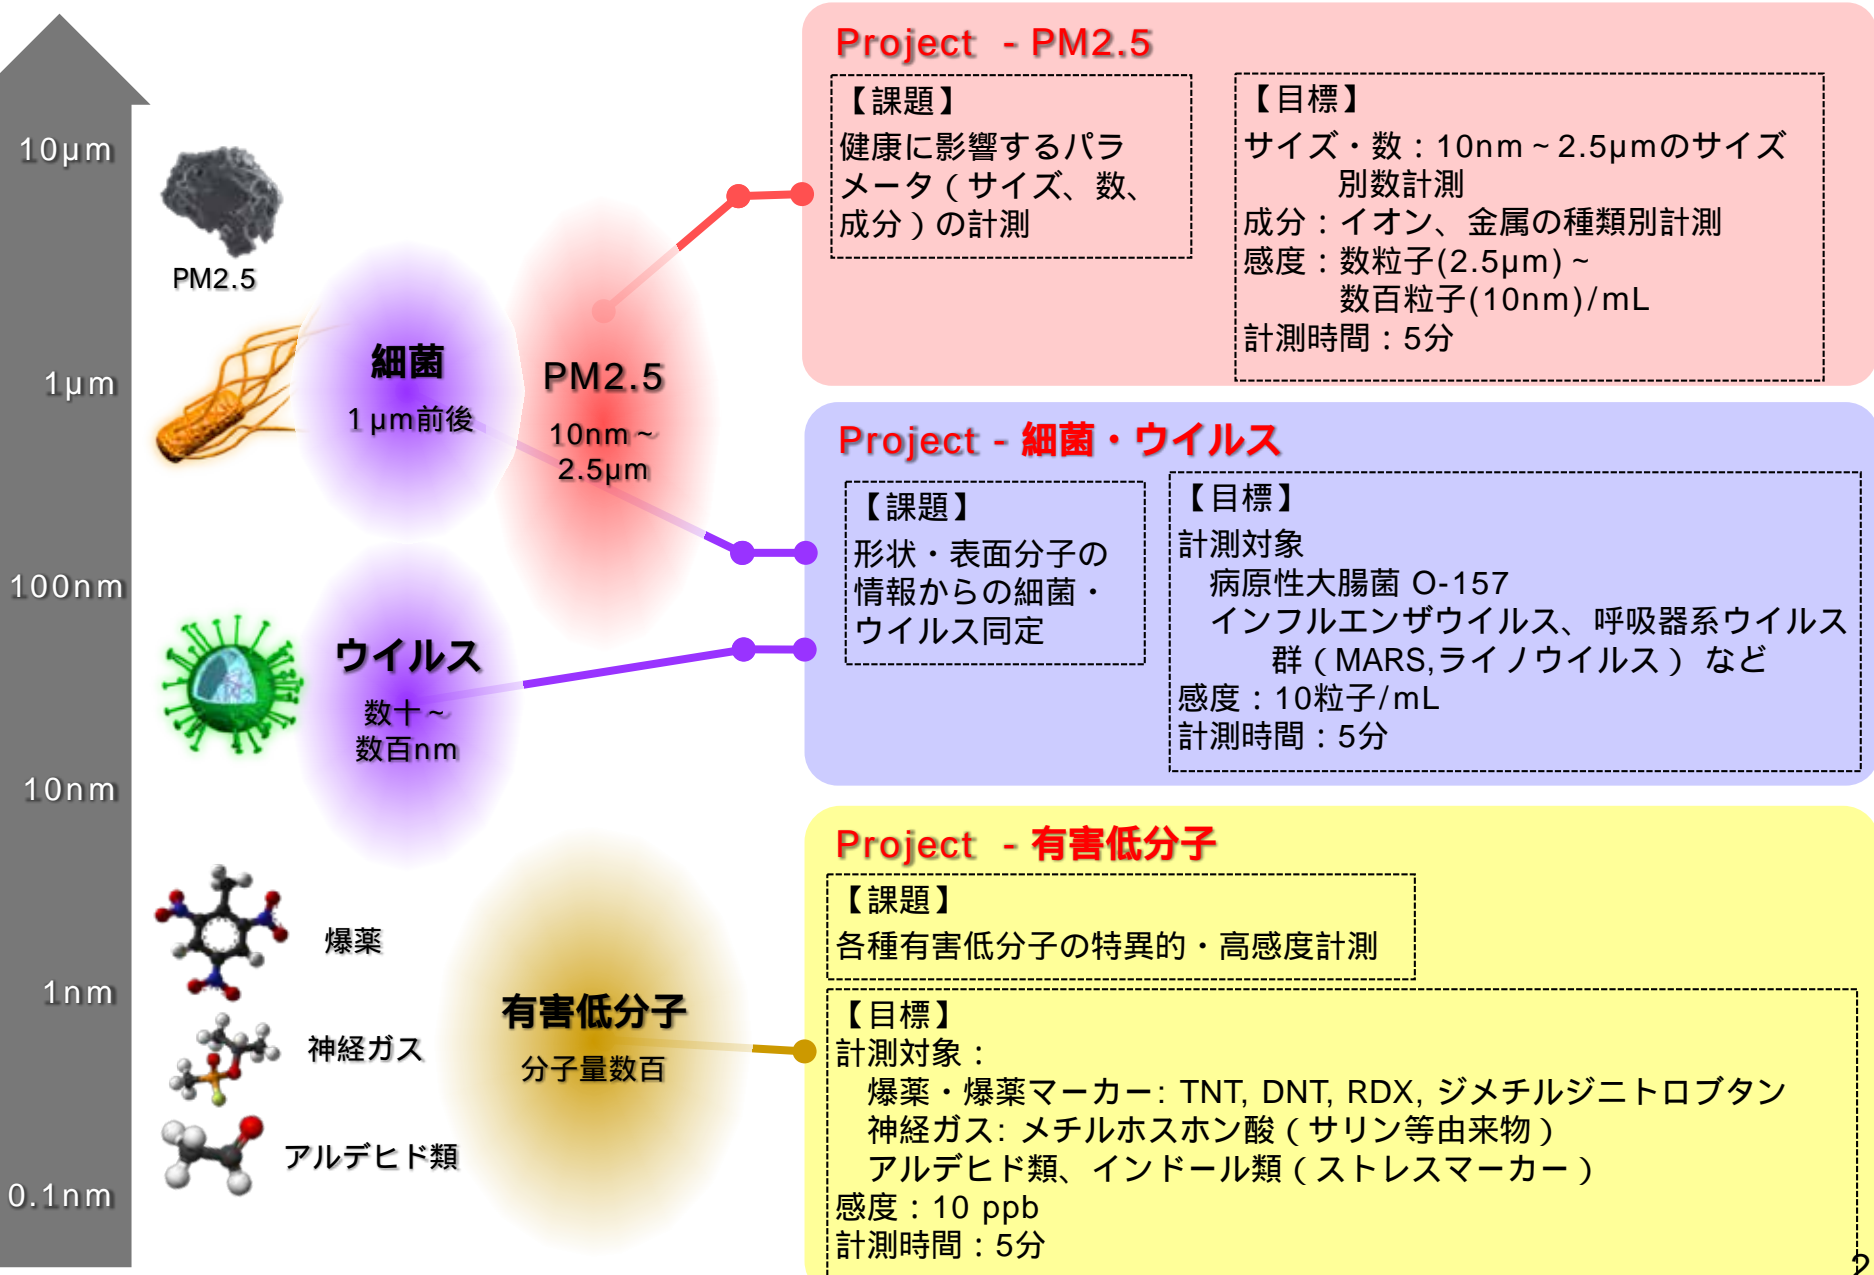 10μm
1μm
100nm
10nm
1nm
0.1nm
PM2.5
細菌
1μm前後
PM2.5
10nm～
2.5μm
ウイルス
数十～
数百nm
爆薬
神経ガス
アルデヒド類
有害低分子
分子量数百
Project - PM2.5
【課題】
健康に影響するパラ
メータ（サイズ、数、
成分）の計測
【目標】
サイズ・数：10nm～2.5μmのサイズ
別数計測
成分：イオン、金属の種類別計測
感度：数粒子(2.5μm)～
数百粒子(10nm)/mL
計測時間：5分
Project - 細菌・ウイルス
【課題】
形状・表面分子の
情報からの細菌・
ウイルス同定
【目標】
計測対象
病原性大腸菌 O-157
インフルエンザウイルス、呼吸器系ウイルス
群（MARS,ライノウイルス） など
感度：10粒子/mL
計測時間：5分
Project - 有害低分子
【課題】
各種有害低分子の特異的・高感度計測
【目標】
計測対象：
爆薬・爆薬マーカー: TNT, DNT, RDX, ジメチルジニトロブタン
神経ガス: メチルホスホン酸（サリン等由来物）
アルデヒド類、インドール類（ストレスマーカー）
感度：10 ppb
計測時間：5分
2